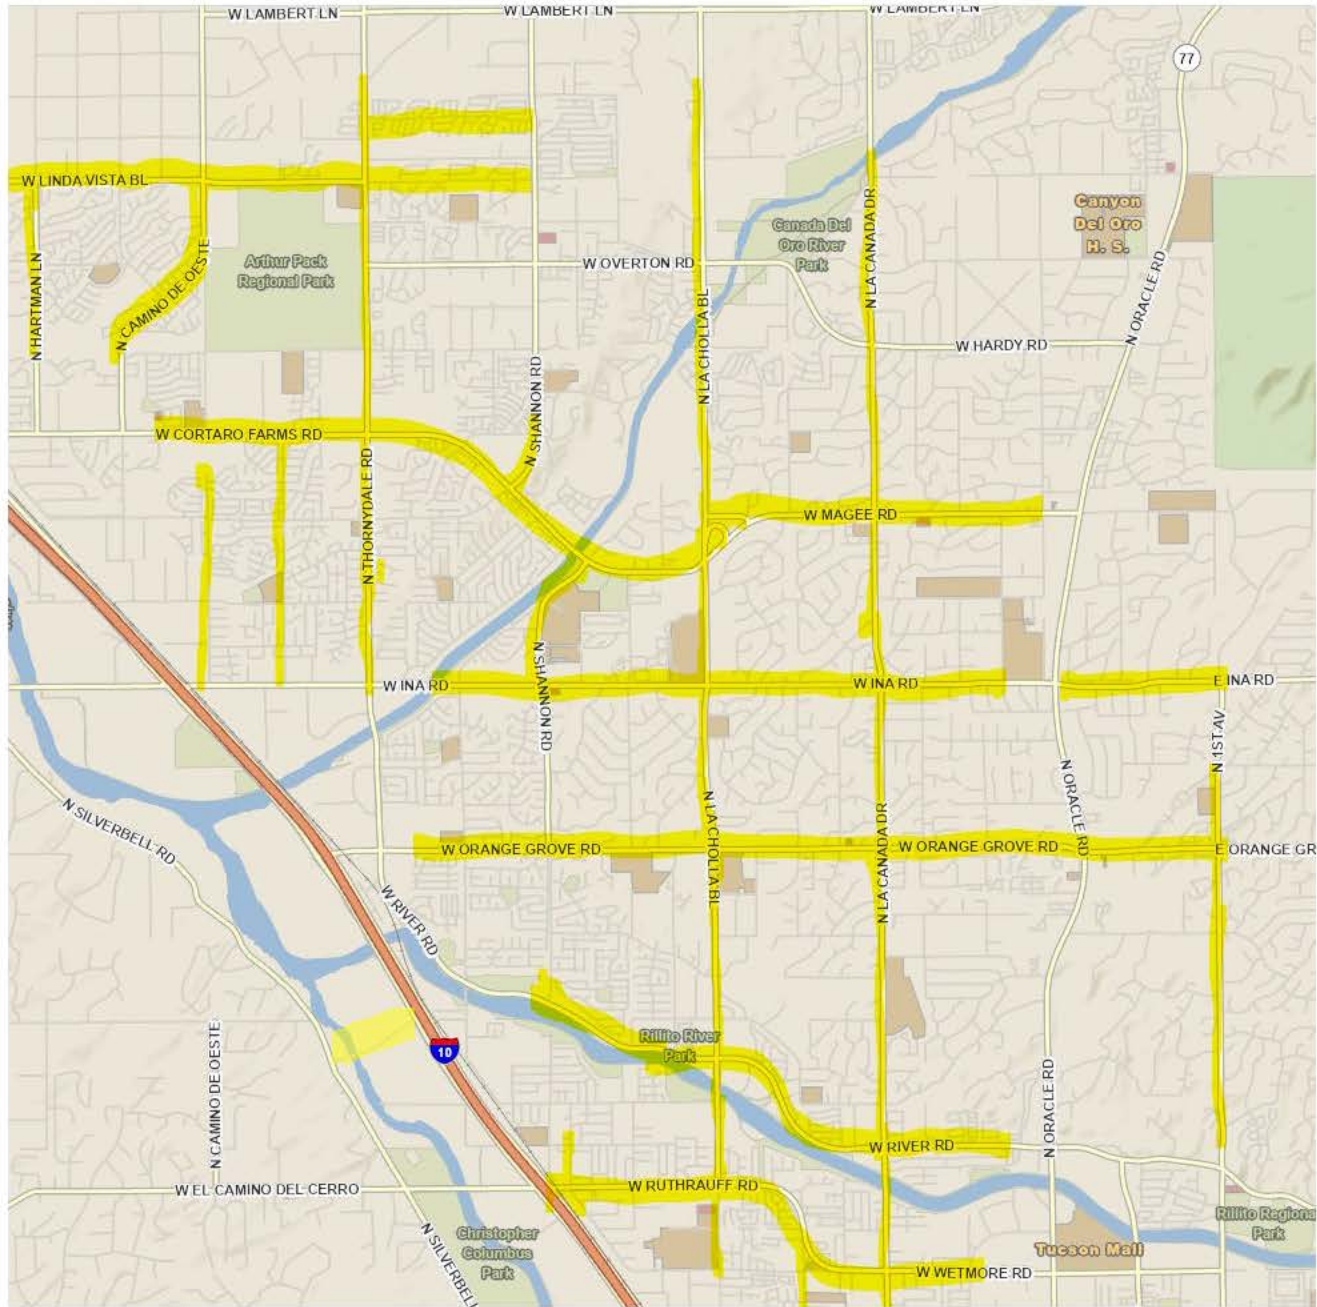 W LAMBERT LN
W LAMBERT LN
W LAMBERT LN
77
W LINDA VISTA BL
Canyon
Del Oro
H. S.
N HARTMAN LN
N CAMINO DE OESTE
Arthur Pack
Regional Park
W OVERTON RD
Canada Del
Oro River
Park
N LA CANADA DR
N ORACLE RD
N LA CHOLLA BL
W HARDY RD
W CORTARO FARMS RD
N SHANNON RD
N THORNYDALE RD
W MAGEE RD
W INA RD
N SHANNON RD
W INA RD
E INA RD
N 1ST AV
N SILVERBELL RD
N LA CHOLLA BL
N LA CANADA DR
N ORACLE RD
W ORANGE GROVE RD
W ORANGE GROVE RD
E ORANGE GR
W RIVER RD
N CAMINO DE OESTE
10
Rillito River
Park
N ORACLE RD
W RIVER RD
W EL CAMINO DEL CERRO
W RUTHRAUFF RD
N SILVERBELL
Christopher
Columbus
Park
Rillito Regiona
Park
Tucson Mall
W WETMORE RD